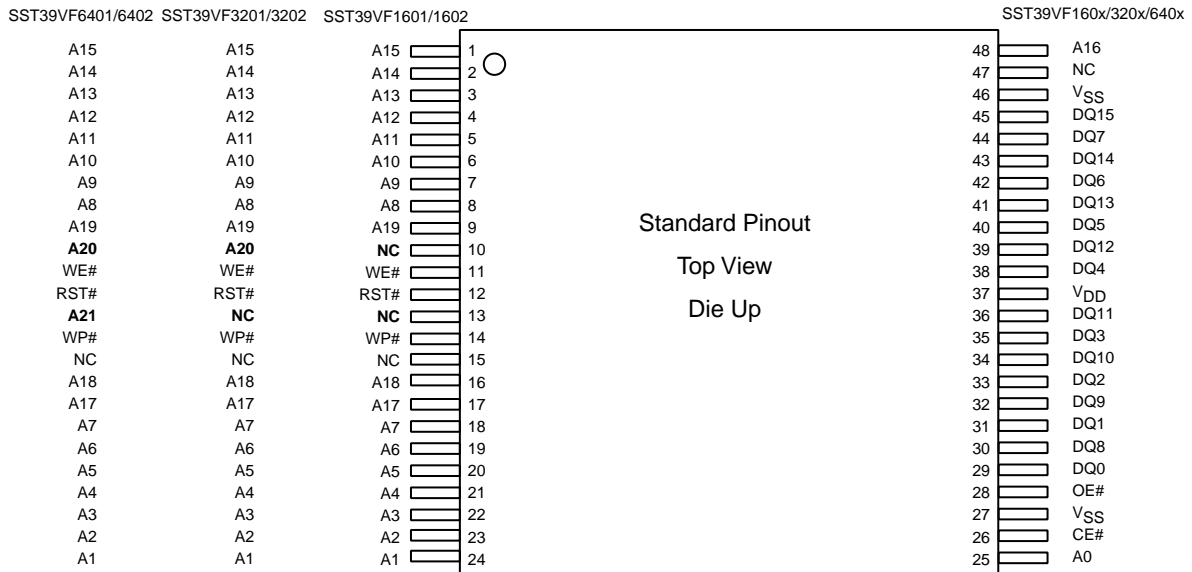 SST39VF6401/6402 SST39VF3201/3202 SST39VF1601/1602 SST39VF160x/320x/640x
A15 A15 A15 1 48 A16
A14 A14 A14 2 47 NC
A13 A13 A13 3 46 VSS
A12 A12 A12 4 45 DQ15
A11 A11 A11 5 44 DQ7
A10 A10 A10 6 43 DQ14
A9 A9 A9 7 42 DQ6
A8 A8 A8 8 41 DQ13
A19 A19 A19 9 Standard Pinout 40 DQ5
A20 A20 NC 10 39 DQ12
WE# WE# WE# 11 Top View 38 DQ4
RST# RST# RST# 12 37 VDD
A21 NC NC 13 Die Up 36 DQ11
WP# WP# WP# 14 35 DQ3
NC NC NC 15 34 DQ10
A18 A18 A18 16 33 DQ2
A17 A17 A17 17 32 DQ9
A7 A7 A7 18 31 DQ1
A6 A6 A6 19 30 DQ8
A5 A5 A5 20 29 DQ0
A4 A4 A4 21 28 OE#
A3 A3 A3 22 27 VSS
A2 A2 A2 23 26 CE#
A1 A1 A1 24 25 A0